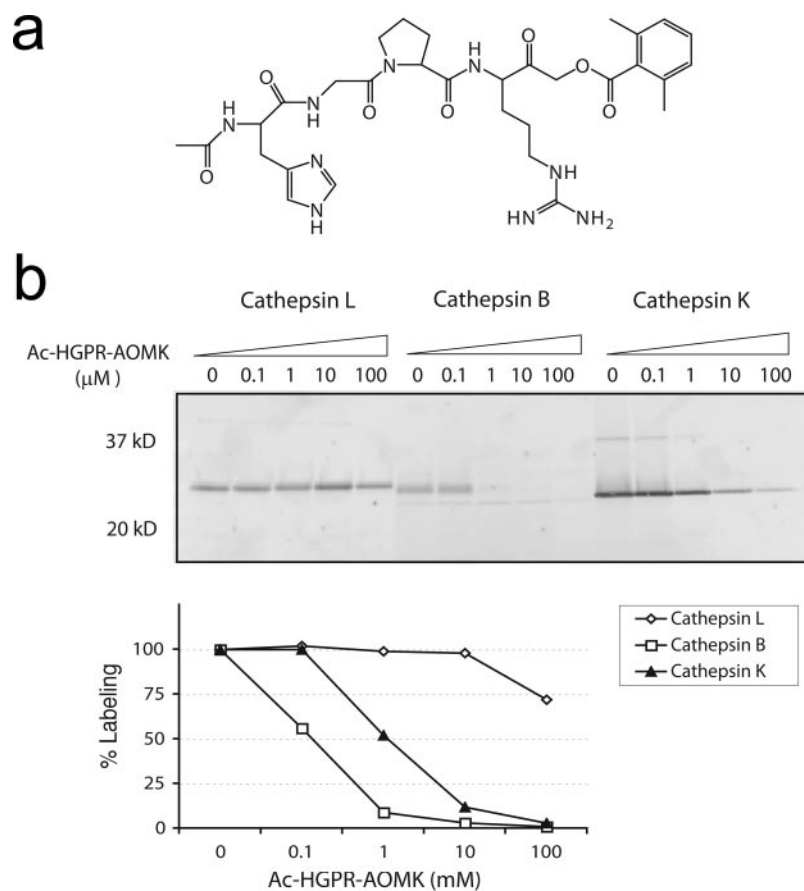 a
O
H
N
N
H
O
O
N
O
H
N
O
O
O
O
N
N
H
NH
HN
NH2
b
Cathepsin L Cathepsin B Cathepsin K
Ac-HGPR-AOMK
(µM )
0 0.1 1 10 100 0 0.1 1 10 100 0 0.1 1 10 100
37 kD
20 kD
% Labeling
100
75
50
25
0
0 0.1 1 10 100
Ac-HGPR-AOMK (mM)
Cathepsin L
Cathepsin B
Cathepsin K